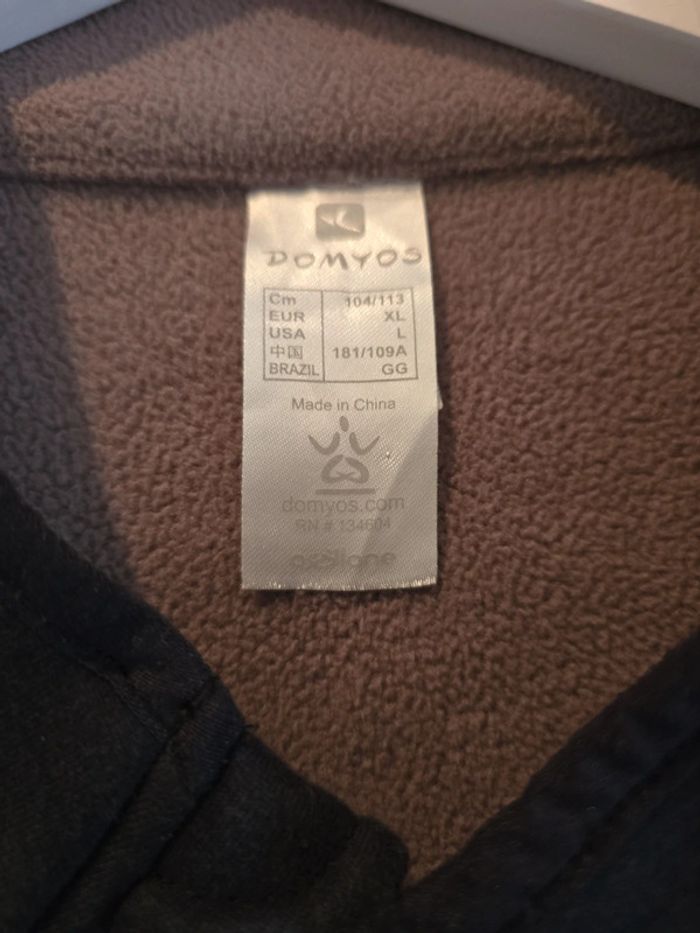 DOMYOS
Cm 104/113
EUR XL
USA L
中国 181/109A
BRAZIL GG
Made in China
domyos.com
RN # 134604